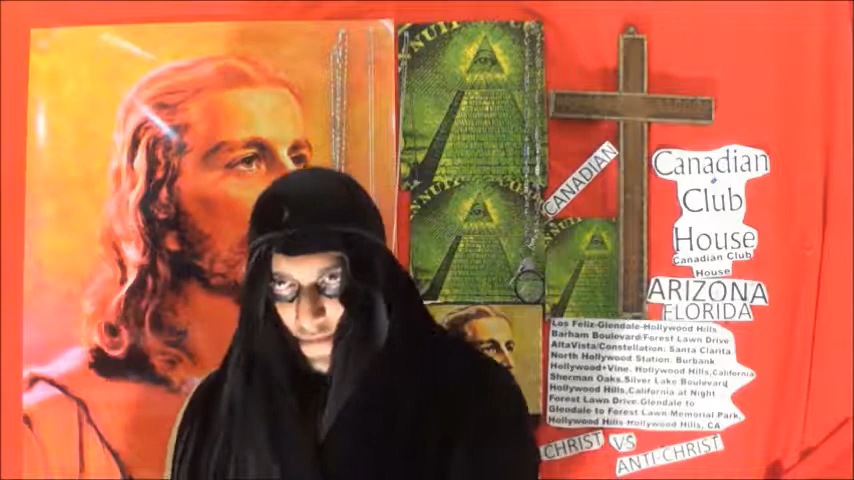 ANNUIT COEPTIS
CANADIAN
Canadian
Club
House
Canadian Club
House
ARIZONA
FLORIDA
Los Feliz-Glendale-Hollywood Hills
Barham Boulevard/Forest Lawn Drive
AltaVista/Constellation. Santa Clarita
North Hollywood Station. Burbank
Hollywood+Vine. Hollywood Hills,California
Sherman Oaks. Silver Lake Boulevard
Hollywood Hills,California at Night
Forest Lawn Drive.Glendale to
Glendale to Forest Lawn-Memorial Park,
Hollywood Hills-Hollywood Hills, CA
CHRIST VS
ANTI-CHRIST